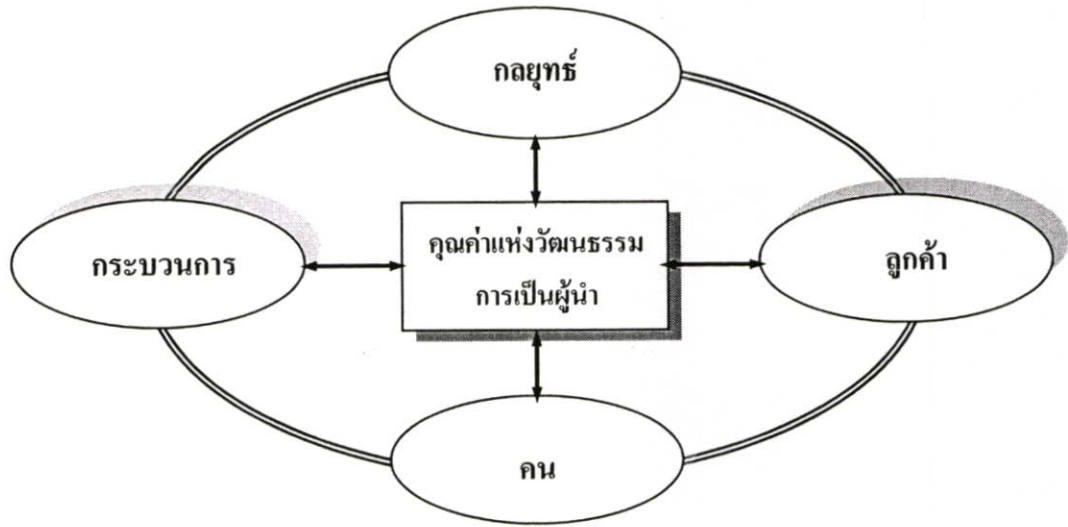 กลยุทธ์
กระบวนการ
คุณค่าแห่งวัฒนธรรม
การเป็นผู้นำ
ลูกค้า
คน